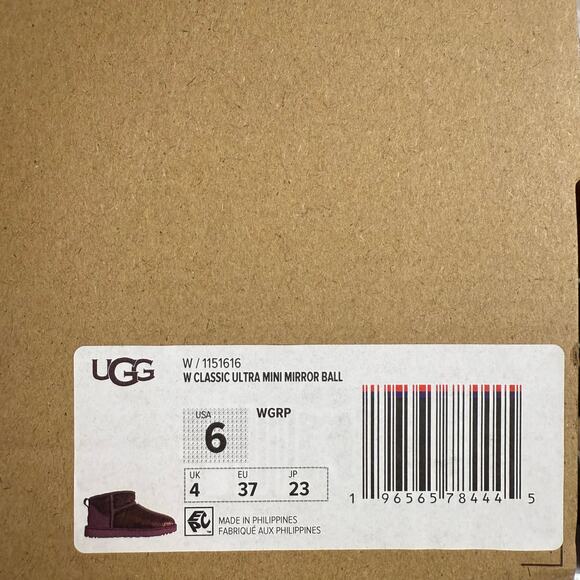 UGG
W / 1151616
W CLASSIC ULTRA MINI MIRROR BALL
USA
6
WGRP
UK EU JP
4 37 23
1 96565 78444 5
MADE IN PHILIPPINES
FABRIQUÉ AUX PHILIPPINES